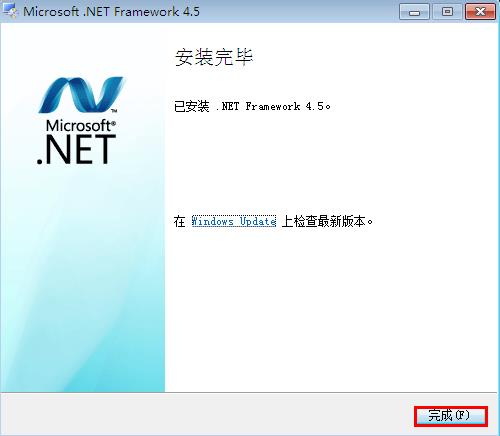 Microsoft .NET Framework 4.5
安装完毕
Microsoft®
.NET
TM
已安装 .NET Framework 4.5。
在 Windows Update 上检查最新版本。
完成(F)